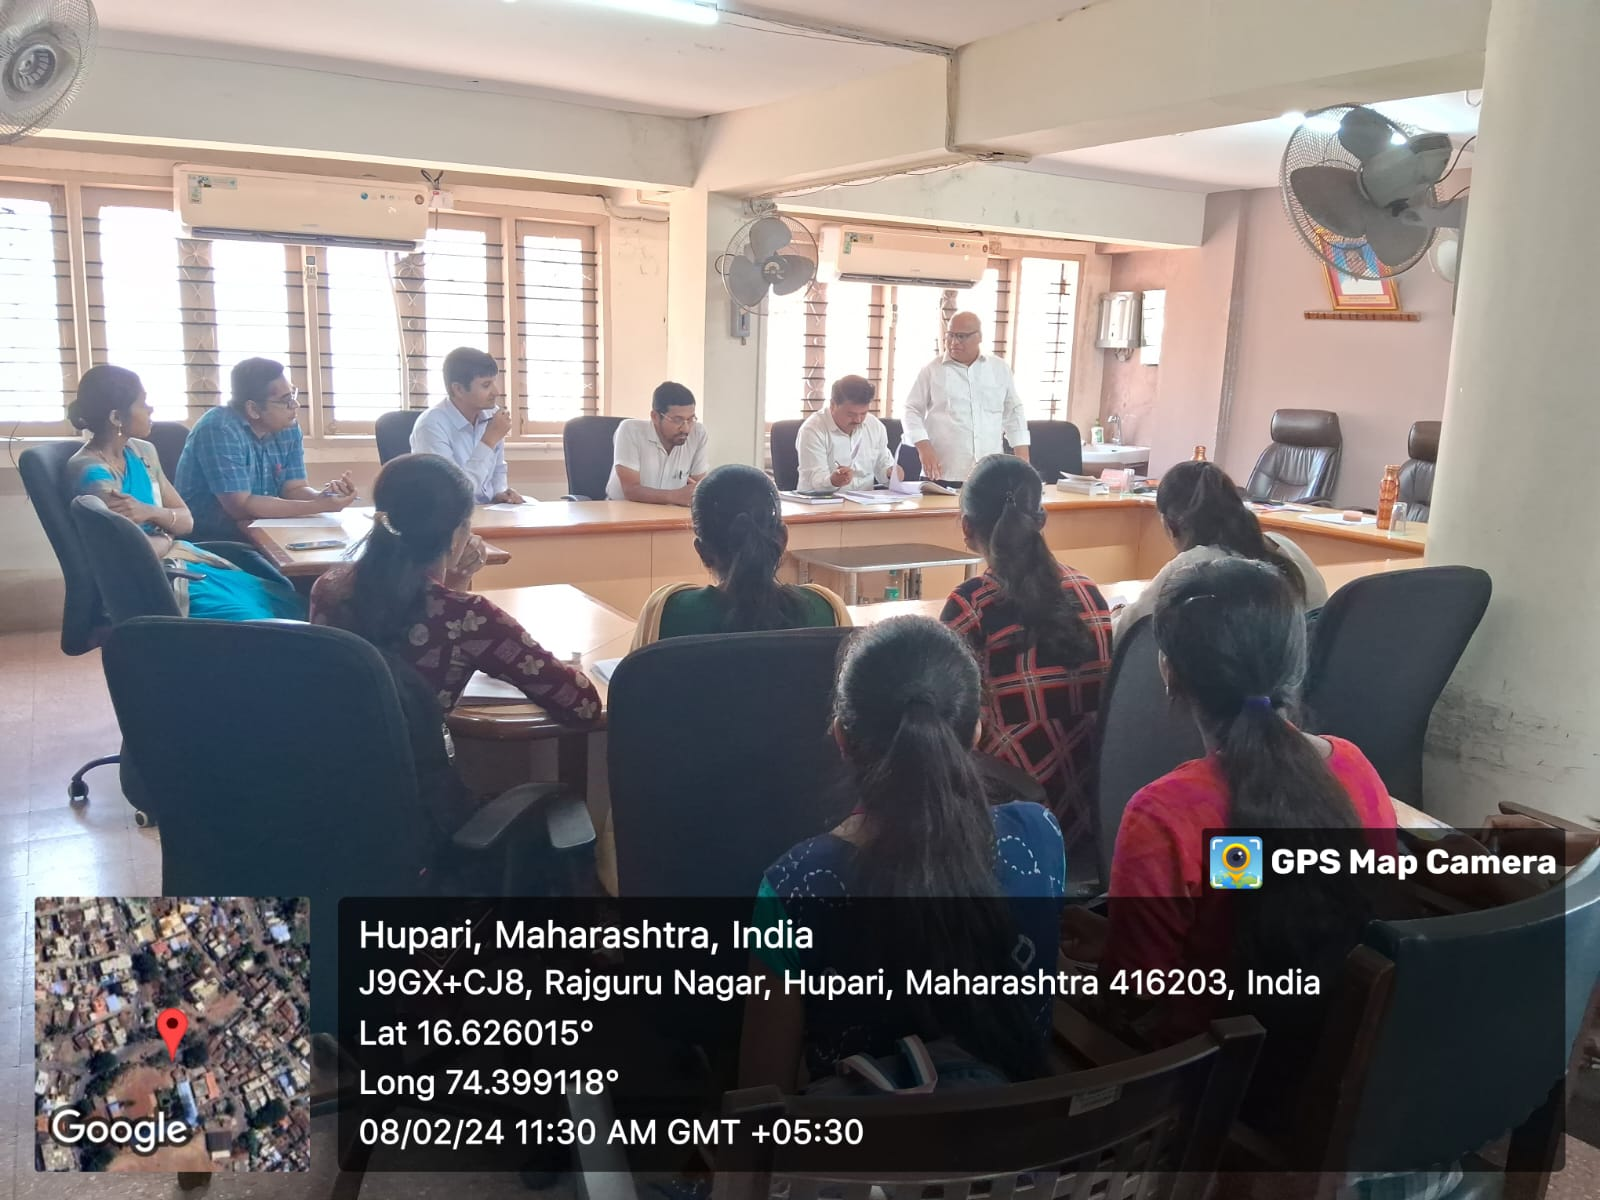 GPS Map Camera
Hupari, Maharashtra, India
J9GX+CJ8, Rajguru Nagar, Hupari, Maharashtra 416203, India
Lat 16.626015°
Long 74.399118°
08/02/24 11:30 AM GMT +05:30
Google